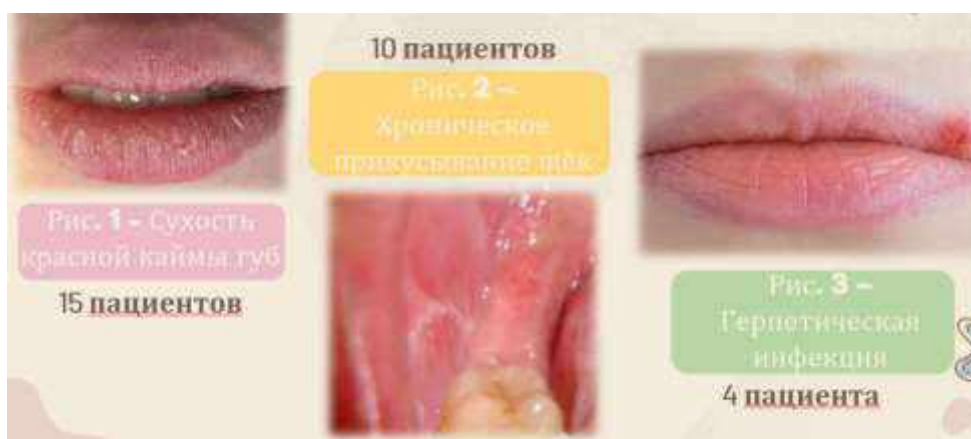 Рис. 1 – Сухость
красной каймы губ
15 пациентов
10 пациентов
Рис. 2 –
Хроническое
прикусывание щёк
Рис. 3 –
Герпетическая
инфекция
4 пациента